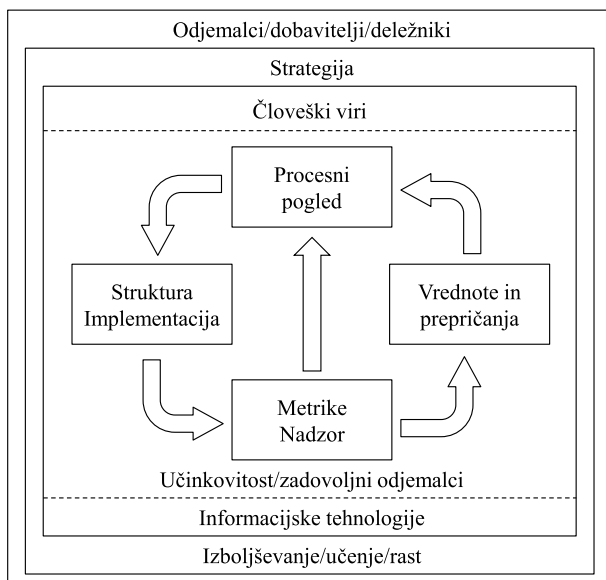 Odjemalci/dobavitelji/deležniki
Strategija
Človeški viri
Procesni
pogled
Struktura
Implementacija
Vrednote in
prepričanja
Metrike
Nadzor
Učinkovitost/zadovoljni odjemalci
Informacijske tehnologije
Izboljševanje/učenje/rast